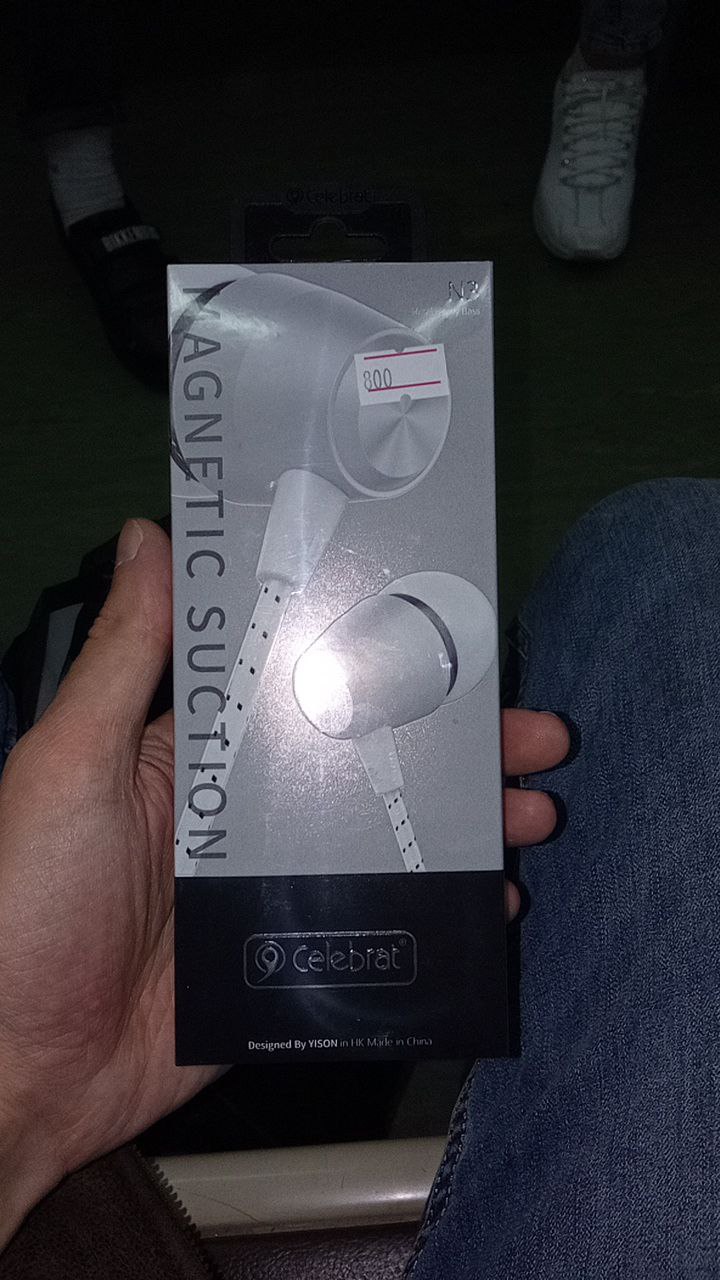 Celebrat
N3
800
MAGNETIC SUCTION
Celebrat®
Designed By YISON in HK Made in China